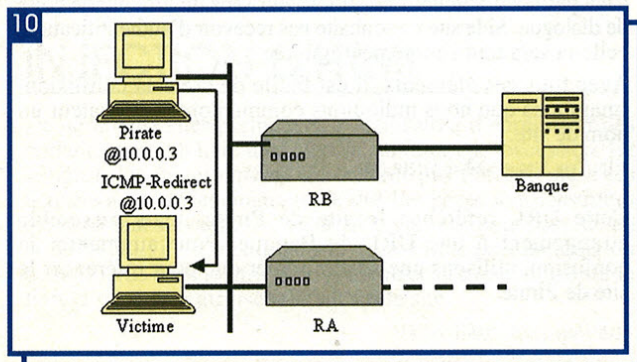 10
Pirate
@10.0.0.3
ICMP-Redirect
@10.0.0.3
RB
Banque
Victime
RA